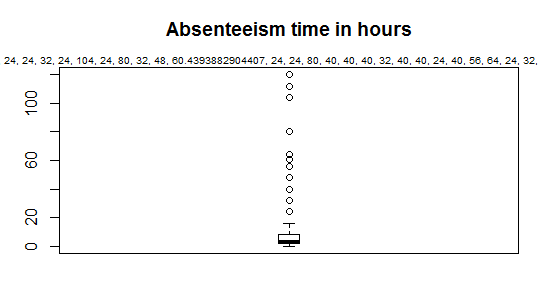 Absenteeism time in hours
24, 24, 32, 24, 104, 24, 80, 32, 48, 60.4393882904407, 24, 24, 80, 40, 40, 40, 32, 40, 40, 24, 40, 56, 64, 24, 32,
100
60
20
0